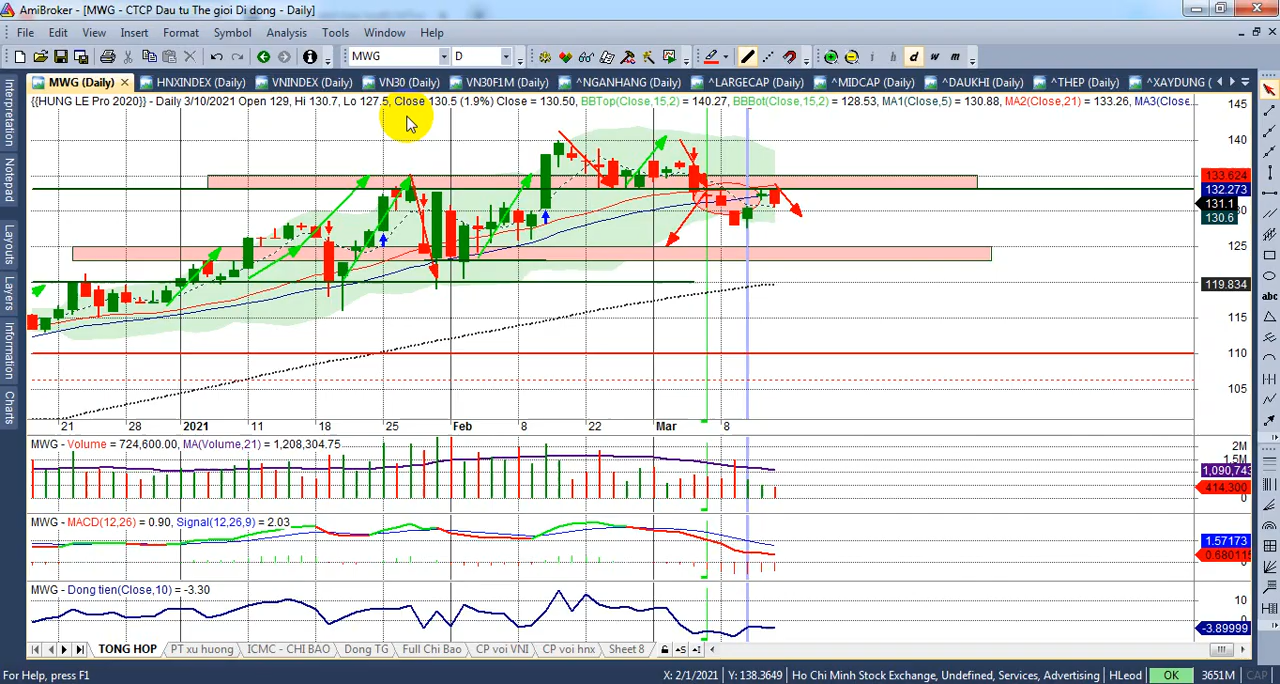 AmiBroker - [MWG - CTCP Dau tu The gioi Di dong - Daily]
File Edit View Insert Format Symbol Analysis Tools Window Help
MWG D i h d w m
MWG (Daily) HNXINDEX (Daily) VNINDEX (Daily) VN30 (Daily) VN30F1M (Daily) ^NGANHANG (Daily) ^LARGECAP (Daily) ^MIDCAP (Daily) ^DAUKHI (Daily) ^THEP (Daily) ^XAYDUNG (
{{HUNG LE Pro 2020}} - Daily 3/10/2021 Open 129, Hi 130.7, Lo 127.5, Close 130.5 (1.9%) Close = 130.50, BBTop(Close,15,2) = 140.27, BBBot(Close,15,2) = 128.53, MA1(Close,5) = 130.88, MA2(Close,21) = 133.26, MA3(Close,
Interpretation
Notepad
Layouts
Layers
Information
Charts
abc
145
140
133.624
132.273
131.1
130
130.6
125
119.834
115
110
105
21 28 2021 11 18 25 Feb 8 22 Mar 8
MWG - Volume = 724,600.00, MA(Volume,21) = 1,208,304.75
2M
1.5M
1,090,743
414,300
0
MWG - MACD(12,26) = 0.90, Signal(12,26,9) = 2.03
1.57173
0.680115
0
MWG - Dong tien(Close,10) = -3.30
10
-3.89999
TONG HOP PT xu huong ICMC - CHI BAO Dong TG Full Chi Bao CP voi VNI CP voi hnx Sheet 8
For Help, press F1 X: 2/1/2021 Y: 138.3649 Ho Chi Minh Stock Exchange, Undefined, Services, Advertising HLeod OK 3651M CAP